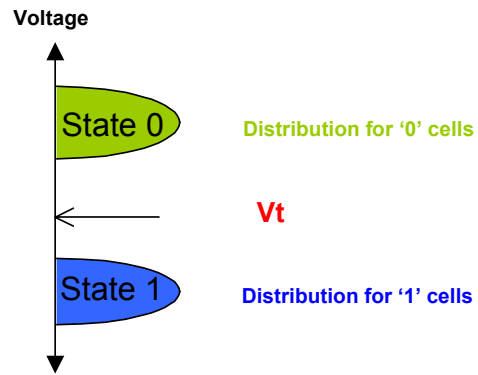 Voltage
State 0
Distribution for ‘0’ cells
Vt
State 1
Distribution for ‘1’ cells